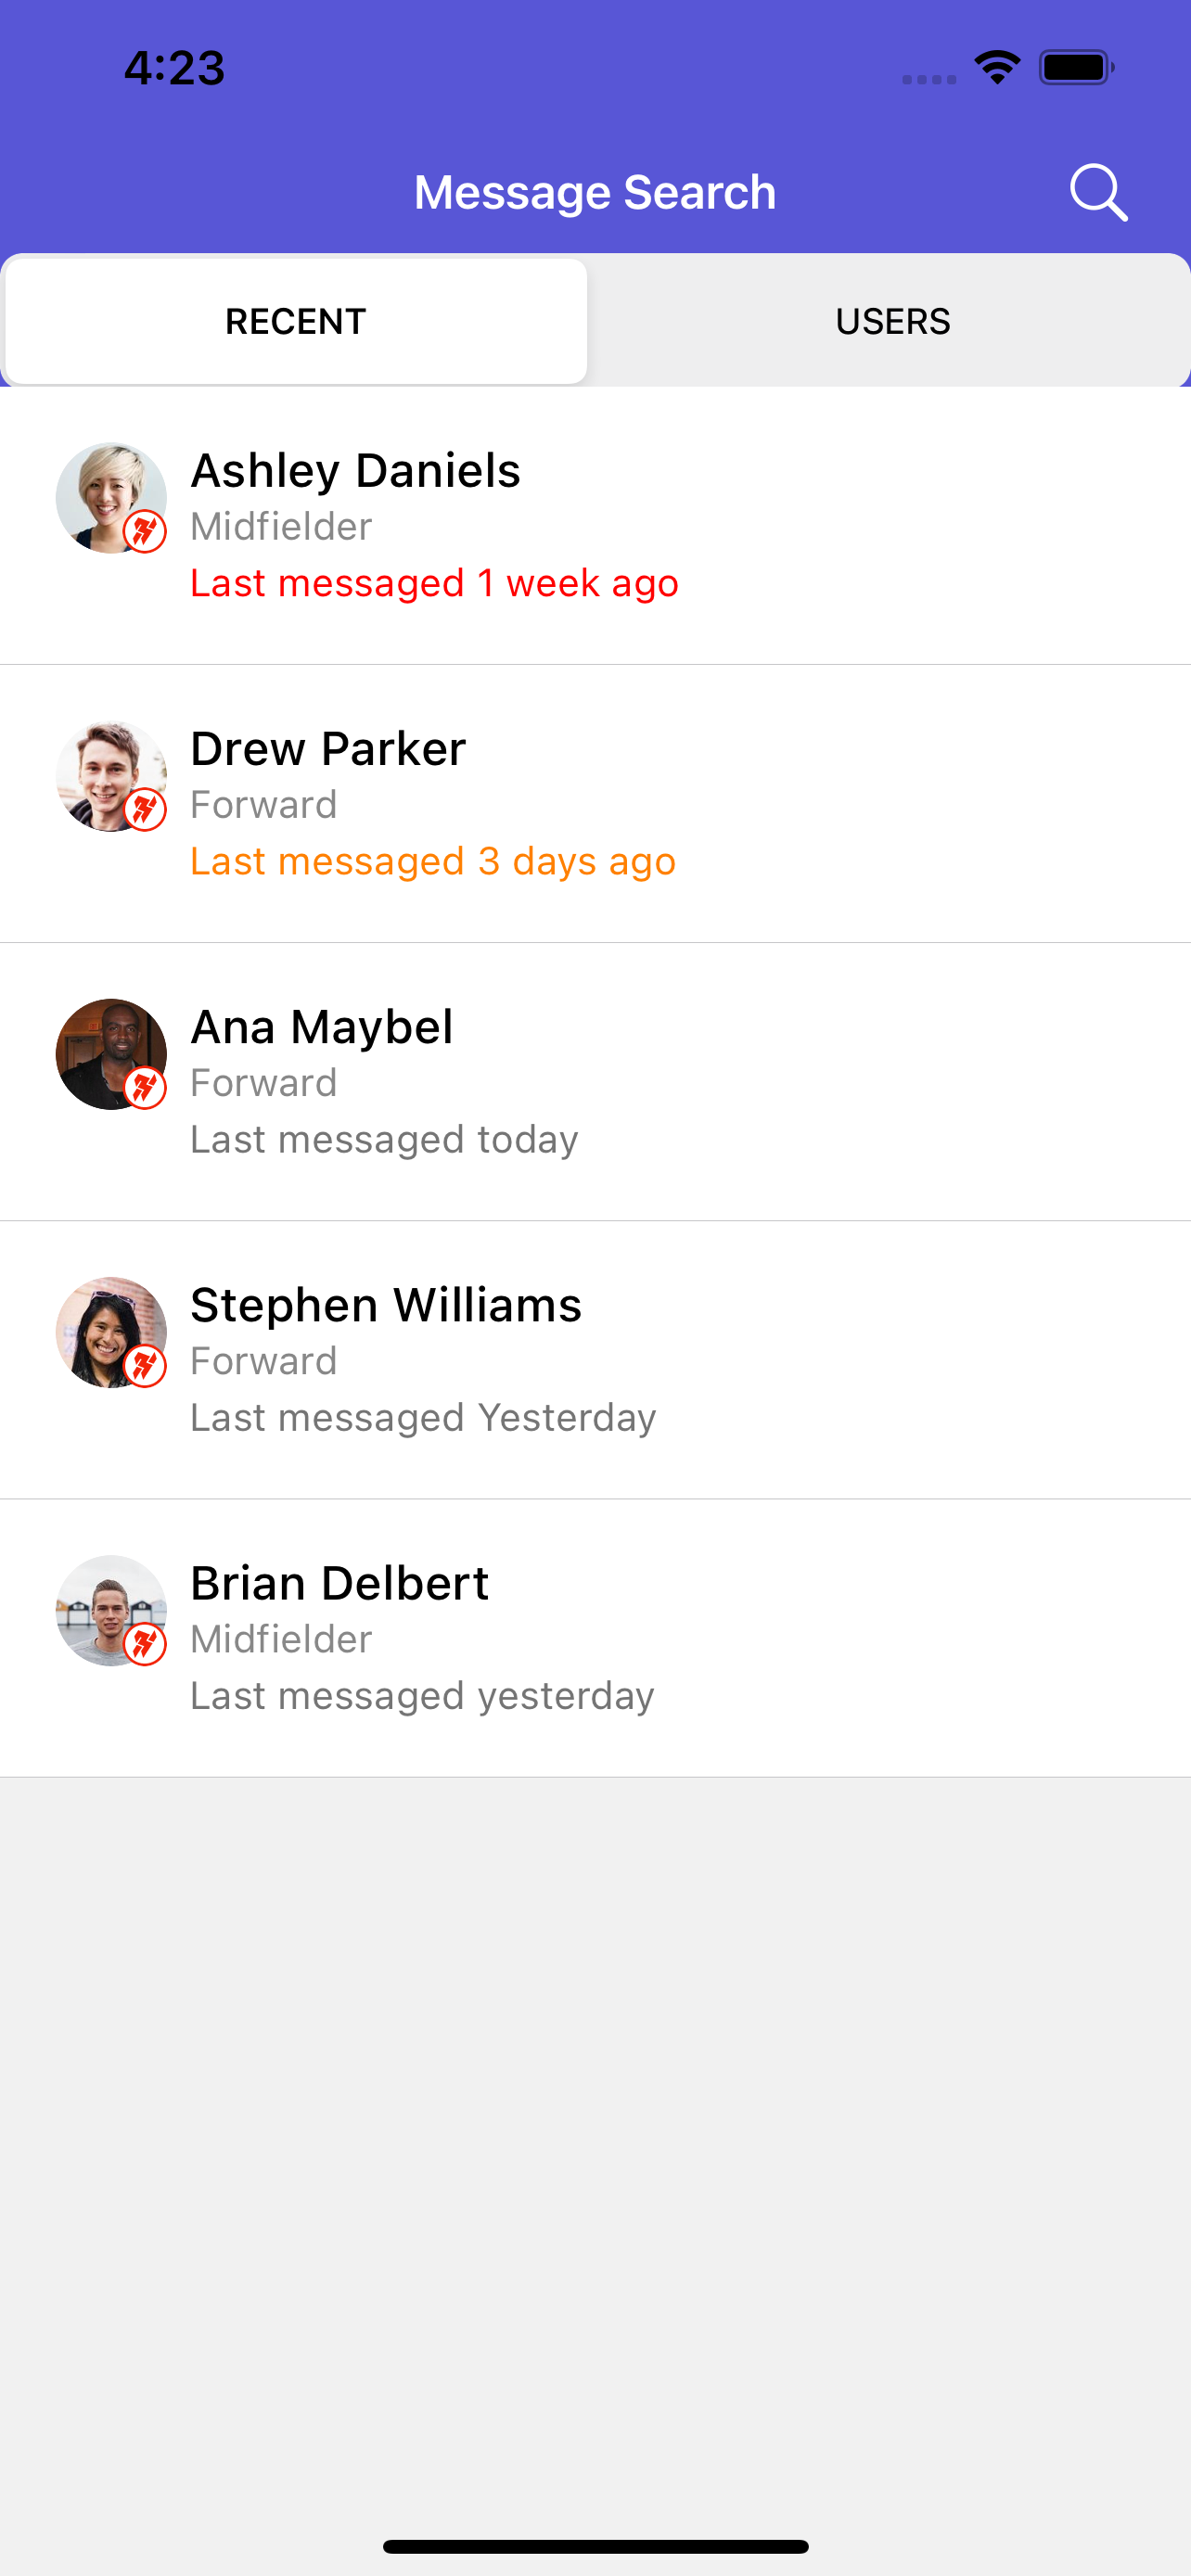 4:23
Message Search
RECENT
USERS
Ashley Daniels
Midfielder
Last messaged 1 week ago
Drew Parker
Forward
Last messaged 3 days ago
Ana Maybel
Forward
Last messaged today
Stephen Williams
Forward
Last messaged Yesterday
Brian Delbert
Midfielder
Last messaged yesterday